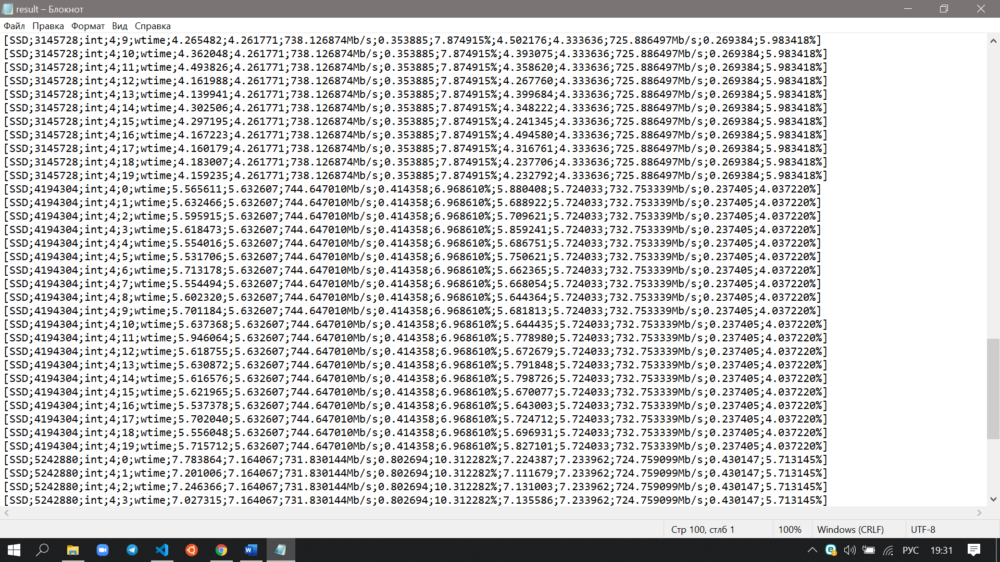 result – Блокнот
Файл Правка Формат Вид Справка
[SSD;3145728;int;4;9;wtime;4.265482;4.261771;738.126874Mb/s;0.353885;7.874915%;4.502176;4.333636;725.886497Mb/s;0.269384;5.983418%]
[SSD;3145728;int;4;10;wtime;4.362048;4.261771;738.126874Mb/s;0.353885;7.874915%;4.393075;4.333636;725.886497Mb/s;0.269384;5.983418%]
[SSD;3145728;int;4;11;wtime;4.493826;4.261771;738.126874Mb/s;0.353885;7.874915%;4.358620;4.333636;725.886497Mb/s;0.269384;5.983418%]
[SSD;3145728;int;4;12;wtime;4.161988;4.261771;738.126874Mb/s;0.353885;7.874915%;4.267760;4.333636;725.886497Mb/s;0.269384;5.983418%]
[SSD;3145728;int;4;13;wtime;4.139941;4.261771;738.126874Mb/s;0.353885;7.874915%;4.399684;4.333636;725.886497Mb/s;0.269384;5.983418%]
[SSD;3145728;int;4;14;wtime;4.302506;4.261771;738.126874Mb/s;0.353885;7.874915%;4.348222;4.333636;725.886497Mb/s;0.269384;5.983418%]
[SSD;3145728;int;4;15;wtime;4.297195;4.261771;738.126874Mb/s;0.353885;7.874915%;4.241345;4.333636;725.886497Mb/s;0.269384;5.983418%]
[SSD;3145728;int;4;16;wtime;4.167223;4.261771;738.126874Mb/s;0.353885;7.874915%;4.494580;4.333636;725.886497Mb/s;0.269384;5.983418%]
[SSD;3145728;int;4;17;wtime;4.160179;4.261771;738.126874Mb/s;0.353885;7.874915%;4.316761;4.333636;725.886497Mb/s;0.269384;5.983418%]
[SSD;3145728;int;4;18;wtime;4.183007;4.261771;738.126874Mb/s;0.353885;7.874915%;4.237706;4.333636;725.886497Mb/s;0.269384;5.983418%]
[SSD;3145728;int;4;19;wtime;4.159235;4.261771;738.126874Mb/s;0.353885;7.874915%;4.232792;4.333636;725.886497Mb/s;0.269384;5.983418%]
[SSD;4194304;int;4;0;wtime;5.565611;5.632607;744.647010Mb/s;0.414358;6.968610%;5.880408;5.724033;732.753339Mb/s;0.237405;4.037220%]
[SSD;4194304;int;4;1;wtime;5.632466;5.632607;744.647010Mb/s;0.414358;6.968610%;5.688922;5.724033;732.753339Mb/s;0.237405;4.037220%]
[SSD;4194304;int;4;2;wtime;5.595915;5.632607;744.647010Mb/s;0.414358;6.968610%;5.709621;5.724033;732.753339Mb/s;0.237405;4.037220%]
[SSD;4194304;int;4;3;wtime;5.618473;5.632607;744.647010Mb/s;0.414358;6.968610%;5.859241;5.724033;732.753339Mb/s;0.237405;4.037220%]
[SSD;4194304;int;4;4;wtime;5.554016;5.632607;744.647010Mb/s;0.414358;6.968610%;5.686751;5.724033;732.753339Mb/s;0.237405;4.037220%]
[SSD;4194304;int;4;5;wtime;5.531706;5.632607;744.647010Mb/s;0.414358;6.968610%;5.750621;5.724033;732.753339Mb/s;0.237405;4.037220%]
[SSD;4194304;int;4;6;wtime;5.713178;5.632607;744.647010Mb/s;0.414358;6.968610%;5.662365;5.724033;732.753339Mb/s;0.237405;4.037220%]
[SSD;4194304;int;4;7;wtime;5.554494;5.632607;744.647010Mb/s;0.414358;6.968610%;5.668054;5.724033;732.753339Mb/s;0.237405;4.037220%]
[SSD;4194304;int;4;8;wtime;5.602320;5.632607;744.647010Mb/s;0.414358;6.968610%;5.644364;5.724033;732.753339Mb/s;0.237405;4.037220%]
[SSD;4194304;int;4;9;wtime;5.701184;5.632607;744.647010Mb/s;0.414358;6.968610%;5.681813;5.724033;732.753339Mb/s;0.237405;4.037220%]
[SSD;4194304;int;4;10;wtime;5.637368;5.632607;744.647010Mb/s;0.414358;6.968610%;5.644435;5.724033;732.753339Mb/s;0.237405;4.037220%]
[SSD;4194304;int;4;11;wtime;5.946064;5.632607;744.647010Mb/s;0.414358;6.968610%;5.778980;5.724033;732.753339Mb/s;0.237405;4.037220%]
[SSD;4194304;int;4;12;wtime;5.618755;5.632607;744.647010Mb/s;0.414358;6.968610%;5.672679;5.724033;732.753339Mb/s;0.237405;4.037220%]
[SSD;4194304;int;4;13;wtime;5.630872;5.632607;744.647010Mb/s;0.414358;6.968610%;5.791848;5.724033;732.753339Mb/s;0.237405;4.037220%]
[SSD;4194304;int;4;14;wtime;5.616576;5.632607;744.647010Mb/s;0.414358;6.968610%;5.798726;5.724033;732.753339Mb/s;0.237405;4.037220%]
[SSD;4194304;int;4;15;wtime;5.621965;5.632607;744.647010Mb/s;0.414358;6.968610%;5.670077;5.724033;732.753339Mb/s;0.237405;4.037220%]
[SSD;4194304;int;4;16;wtime;5.537378;5.632607;744.647010Mb/s;0.414358;6.968610%;5.643003;5.724033;732.753339Mb/s;0.237405;4.037220%]
[SSD;4194304;int;4;17;wtime;5.702040;5.632607;744.647010Mb/s;0.414358;6.968610%;5.724712;5.724033;732.753339Mb/s;0.237405;4.037220%]
[SSD;4194304;int;4;18;wtime;5.556048;5.632607;744.647010Mb/s;0.414358;6.968610%;5.696931;5.724033;732.753339Mb/s;0.237405;4.037220%]
[SSD;4194304;int;4;19;wtime;5.715712;5.632607;744.647010Mb/s;0.414358;6.968610%;5.827101;5.724033;732.753339Mb/s;0.237405;4.037220%]
[SSD;5242880;int;4;0;wtime;7.783864;7.164067;731.830144Mb/s;0.802694;10.312282%;7.224387;7.233962;724.759099Mb/s;0.430147;5.713145%]
[SSD;5242880;int;4;1;wtime;7.201006;7.164067;731.830144Mb/s;0.802694;10.312282%;7.111679;7.233962;724.759099Mb/s;0.430147;5.713145%]
[SSD;5242880;int;4;2;wtime;7.246366;7.164067;731.830144Mb/s;0.802694;10.312282%;7.131003;7.233962;724.759099Mb/s;0.430147;5.713145%]
[SSD;5242880;int;4;3;wtime;7.027315;7.164067;731.830144Mb/s;0.802694;10.312282%;7.135586;7.233962;724.759099Mb/s;0.430147;5.713145%]
Стр 100, стлб 1 100% Windows (CRLF) UTF-8
РУС 19:31